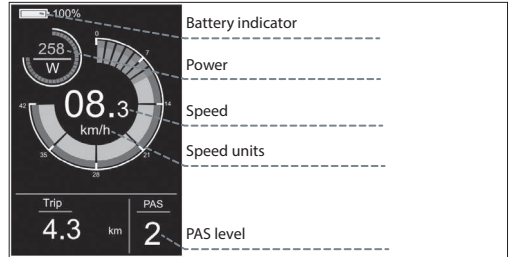 100% Battery indicator
0
7
258
W
Power
08.3
km/h
14
42
Speed
Speed units
35
21
28
Trip
PAS
4.3 km
2
PAS level